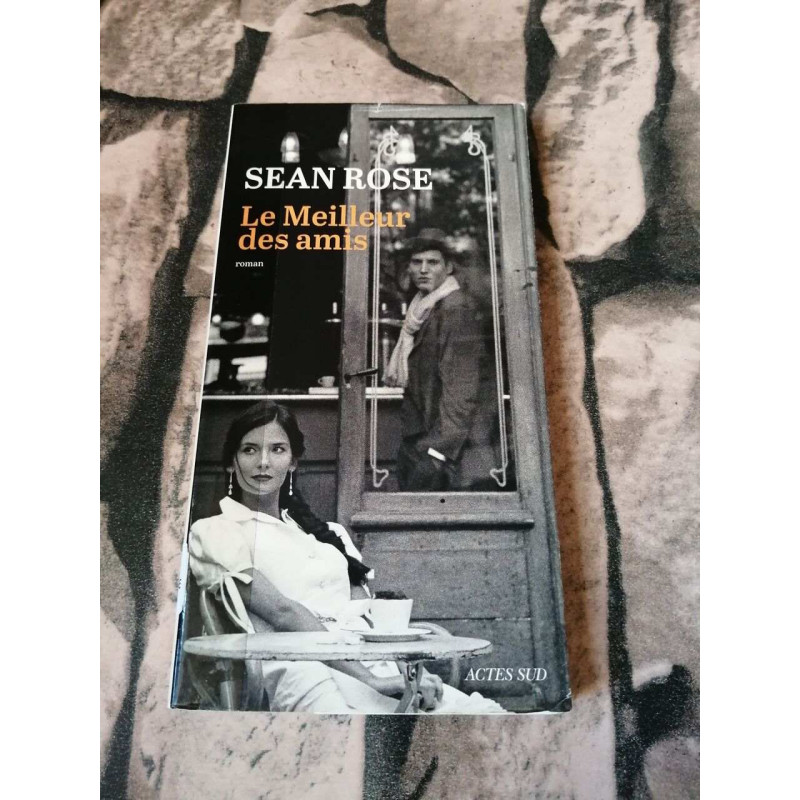 SEAN ROSE
Le Meilleur
des amis
roman
ACTES SUD